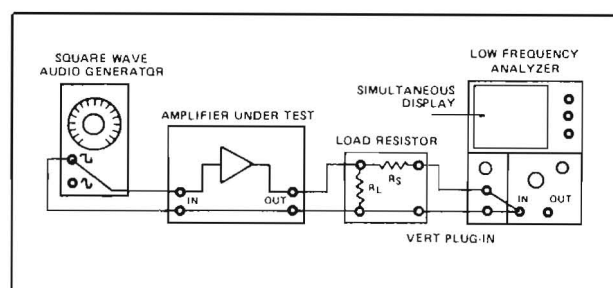 SQUARE WAVE
AUDIO GENERATOR
AMPLIFIER UNDER TEST
IN
OUT
LOAD RESISTOR
RL
RS
SIMULTANEOUS
DISPLAY
LOW FREQUENCY
ANALYZER
IN
OUT
VERT PLUG-IN